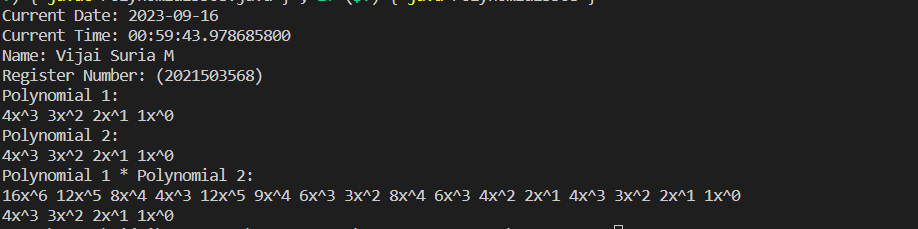 Current Date: 2023-09-16
Current Time: 00:59:43.978685800
Name: Vijai Suria M
Register Number: (2021503568)
Polynomial 1:
4x^3 3x^2 2x^1 1x^0
Polynomial 2:
4x^3 3x^2 2x^1 1x^0
Polynomial 1 * Polynomial 2:
16x^6 12x^5 8x^4 4x^3 12x^5 9x^4 6x^3 3x^2 8x^4 6x^3 4x^2 2x^1 4x^3 3x^2 2x^1 1x^0
4x^3 3x^2 2x^1 1x^0